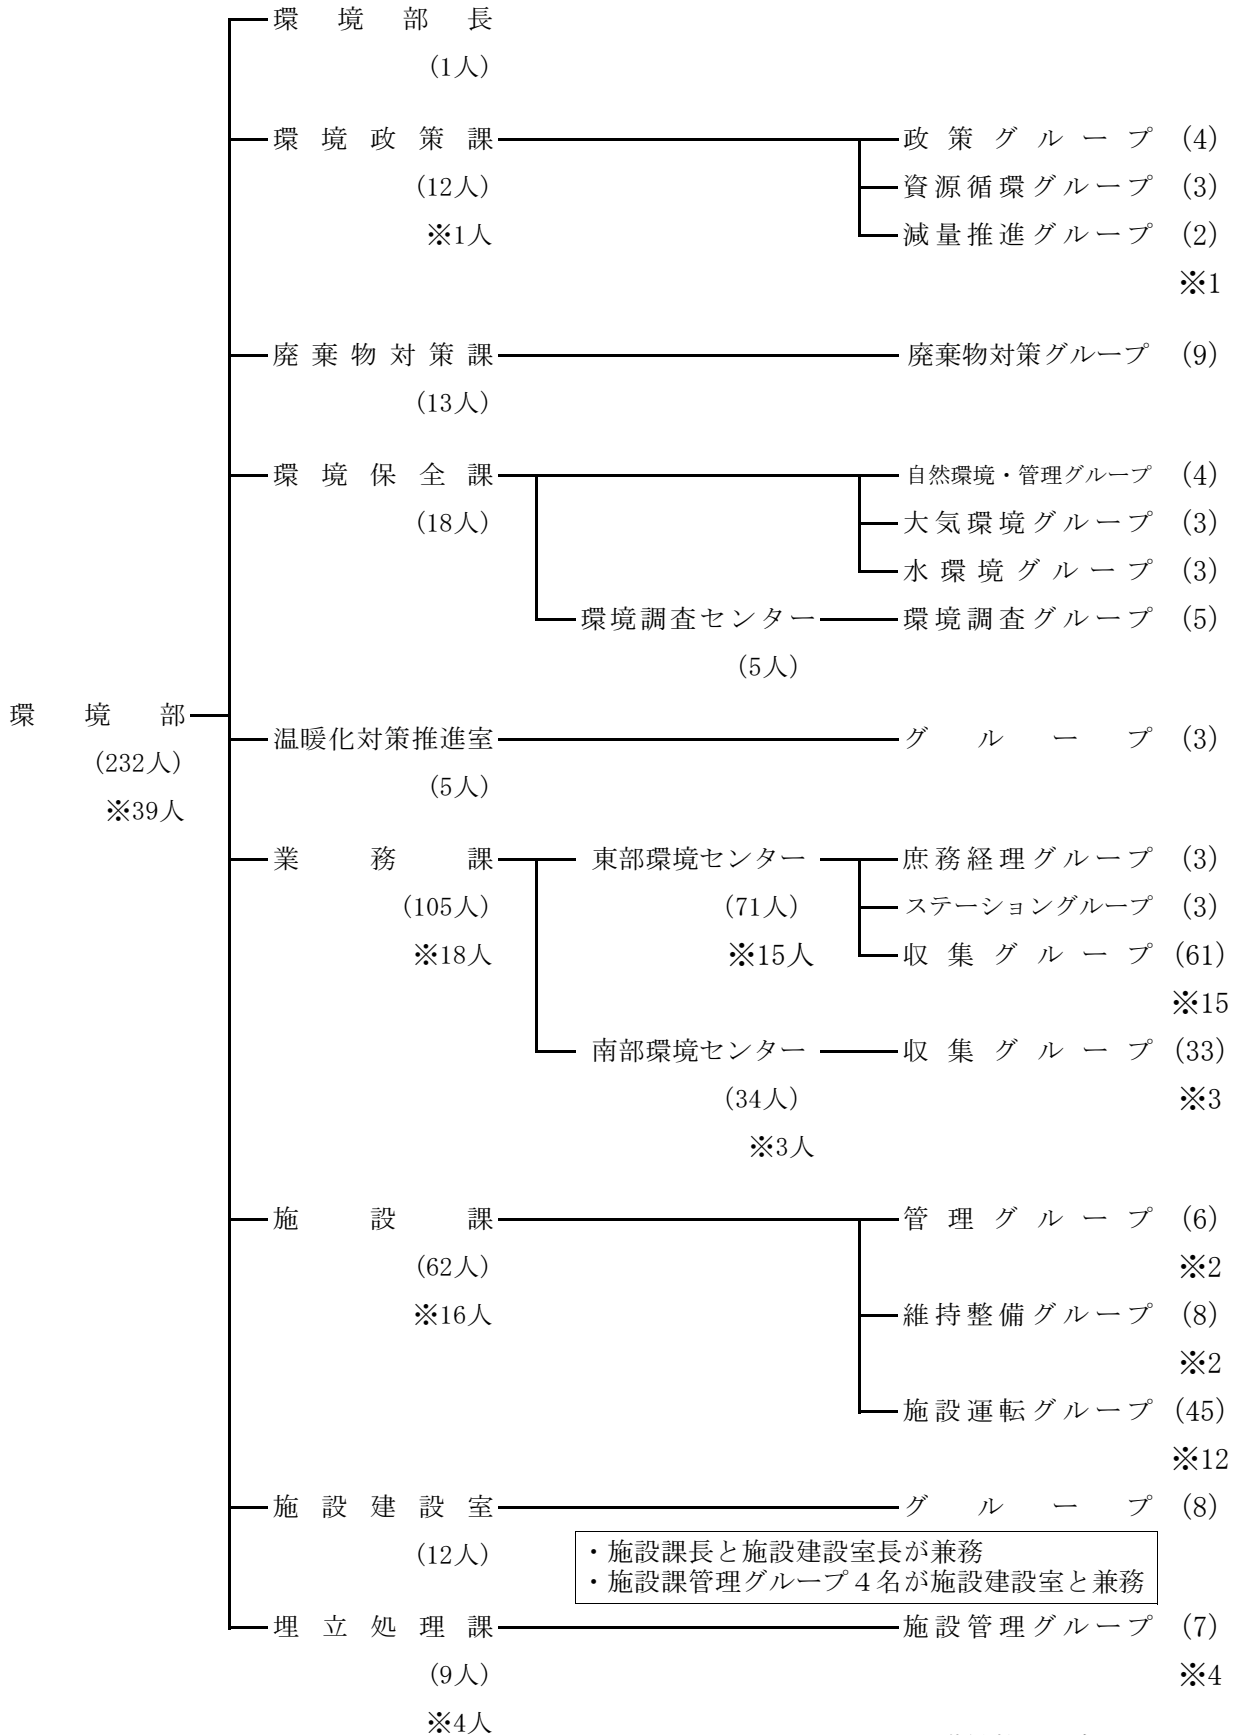 環境部長
(1人)
環境政策課 政策グループ (4)
(12人) 資源循環グループ (3)
※1人 減量推進グループ (2)
※1
廃棄物対策課 廃棄物対策グループ (9)
(13人)
環境保全課 自然環境・管理グループ (4)
(18人) 大気環境グループ (3)
水環境グループ (3)
環境調査センター 環境調査グループ (5)
(5人)
環境部
(232人)
※39人
温暖化対策推進室 グループ (3)
(5人)
業務課 東部環境センター 庶務経理グループ (3)
(105人) (71人) ステーショングループ (3)
※18人 ※15人 収集グループ (61)
※15
南部環境センター 収集グループ (33)
(34人) ※3
※3人
施設課 管理グループ (6)
(62人) ※2
※16人 維持整備グループ (8)
※2
施設運転グループ (45)
※12
施設建設室 グループ (8)
(12人)
・施設課長と施設建設室長が兼務
・施設課管理グループ4名が施設建設室と兼務
埋立処理課 施設管理グループ (7)
(9人) ※4
※4人